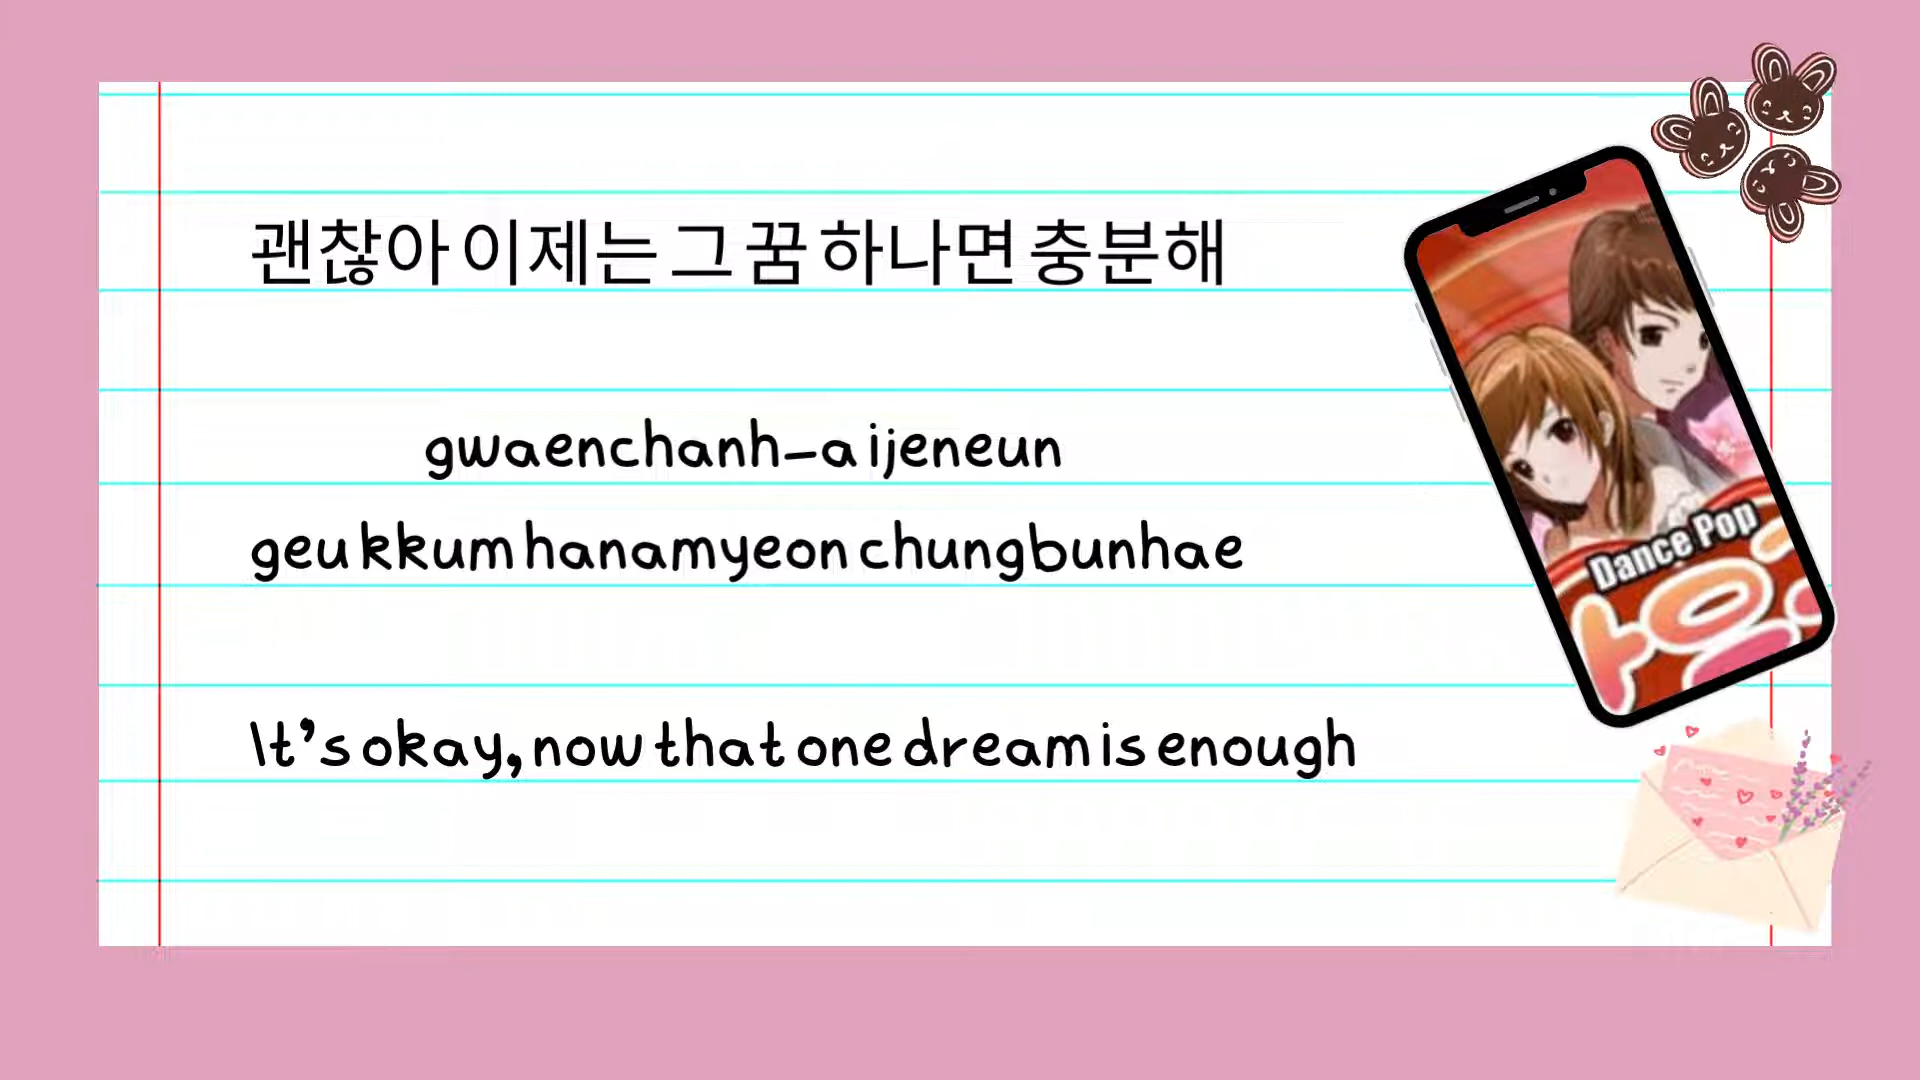 괜찮아 이제는 그 꿈 하나면 충분해
gwaenchanh-a ijeneun
geu kkum hanamyeon chungbunhae
It's okay, now that one dream is enough
Dance Pop